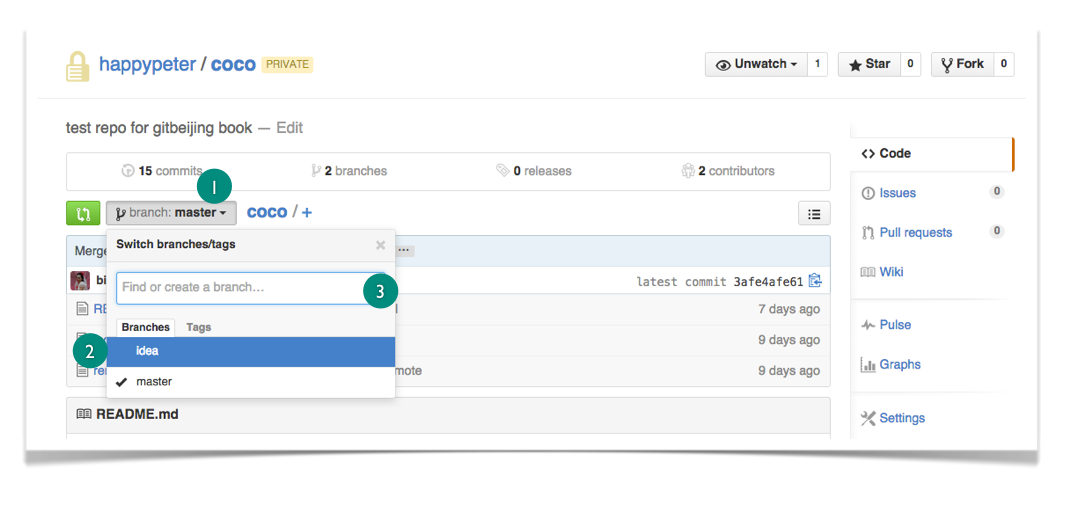 happypeter / coco PRIVATE
Unwatch 1
Star 0
Fork 0
test repo for gitbeijing book — Edit
15 commits
2 branches
0 releases
2 contributors
1
branch: master
coco / +
Switch branches/tags
Merge
...
bi
latest commit 3afe4afe61
Find or create a branch…
3
RE
7 days ago
Branches
Tags
2
idea
9 days ago
master
re
mote
9 days ago
README.md
Code
Issues 0
Pull requests 0
Wiki
Pulse
Graphs
Settings